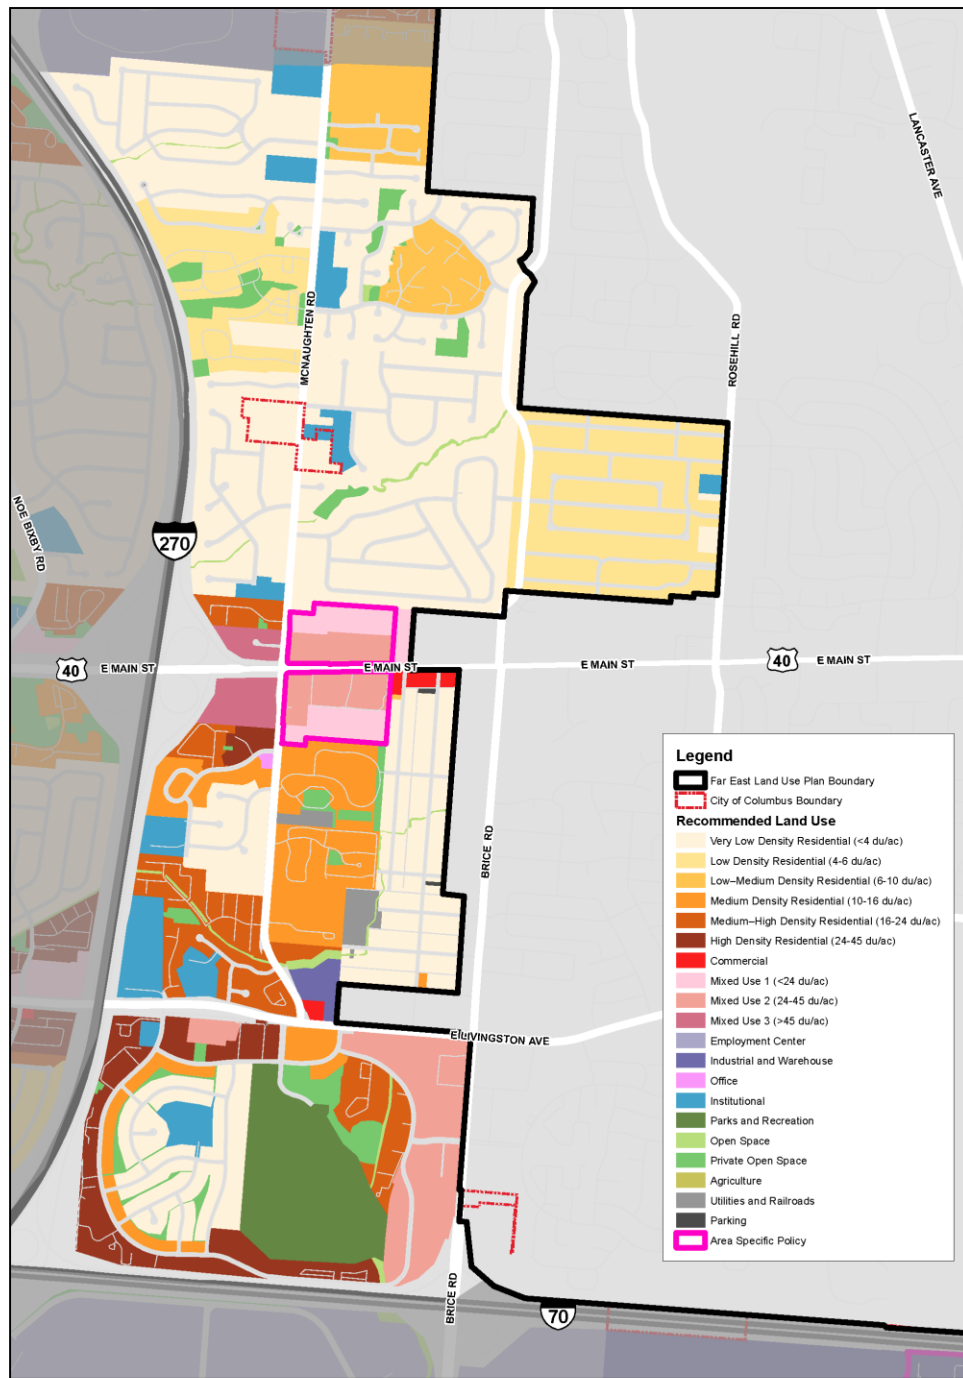 LANCASTER AVE
MCNAUGHTEN RD
ROSEHILL RD
NOE BIXBY RD
270
40
E MAIN ST
E MAIN ST
E MAIN ST
40
E MAIN ST
BRICE RD
E LIVINGSTON AVE
BRICE RD
70
Legend
Far East Land Use Plan Boundary
City of Columbus Boundary
Recommended Land Use
Very Low Density Residential (<4 du/ac)
Low Density Residential (4-6 du/ac)
Low–Medium Density Residential (6-10 du/ac)
Medium Density Residential (10-16 du/ac)
Medium–High Density Residential (16-24 du/ac)
High Density Residential (24-45 du/ac)
Commercial
Mixed Use 1 (<24 du/ac)
Mixed Use 2 (24-45 du/ac)
Mixed Use 3 (>45 du/ac)
Employment Center
Industrial and Warehouse
Office
Institutional
Parks and Recreation
Open Space
Private Open Space
Agriculture
Utilities and Railroads
Parking
Area Specific Policy